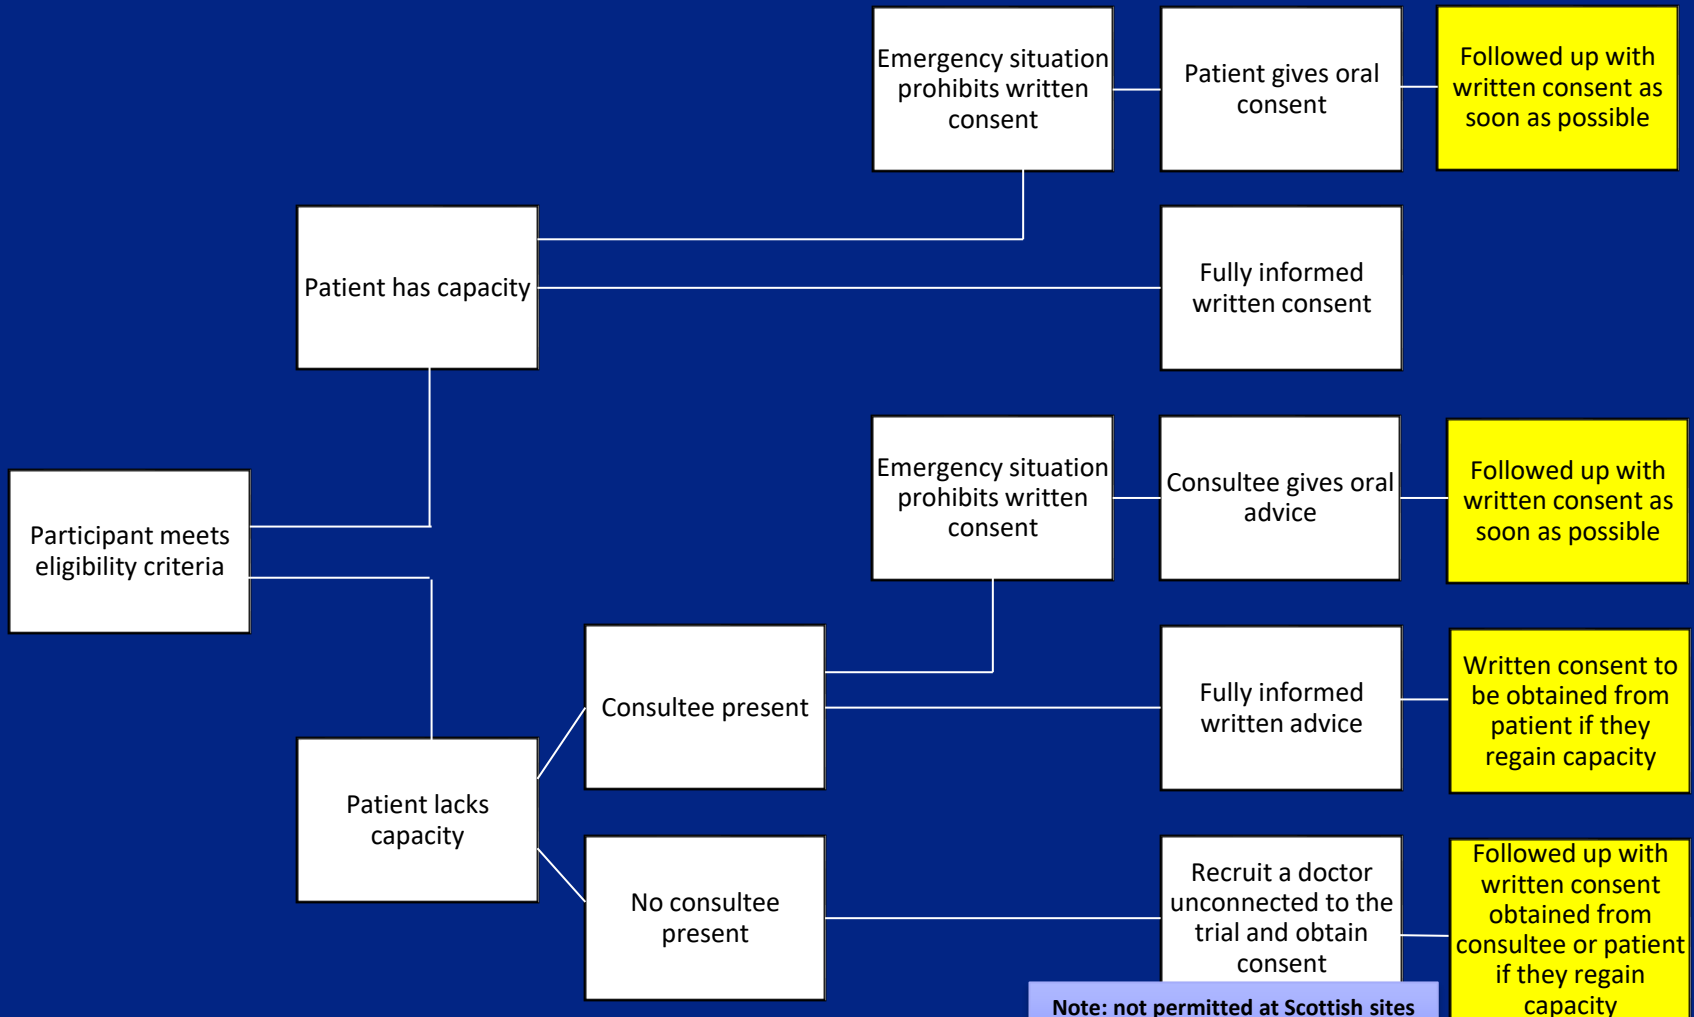 Emergency situation
prohibits written
consent
Patient gives oral
consent
Followed up with
written consent as
soon as possible
Patient has capacity
Fully informed
written consent
Emergency situation
prohibits written
consent
Consultee gives oral
advice
Followed up with
written consent as
soon as possible
Participant meets
eligibility criteria
Consultee present
Fully informed
written advice
Written consent to
be obtained from
patient if they
regain capacity
Patient lacks
capacity
No consultee
present
Recruit a doctor
unconnected to the
trial and obtain
consent
Followed up with
written consent
obtained from
consultee or patient
if they regain
capacity
Note: not permitted at Scottish sites